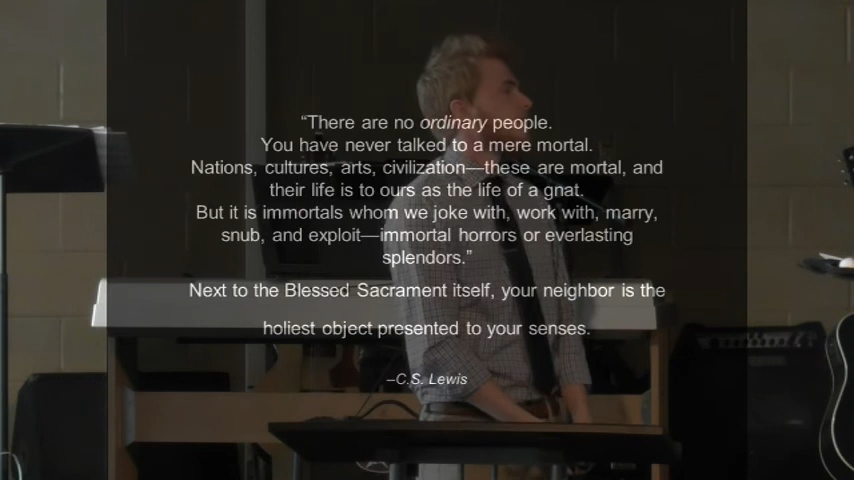 “There are no ordinary people.
You have never talked to a mere mortal.
Nations, cultures, arts, civilization—these are mortal, and
their life is to ours as the life of a gnat.
But it is immortals whom we joke with, work with, marry,
snub, and exploit—immortal horrors or everlasting
splendors.”
Next to the Blessed Sacrament itself, your neighbor is the
holiest object presented to your senses.
–C.S. Lewis